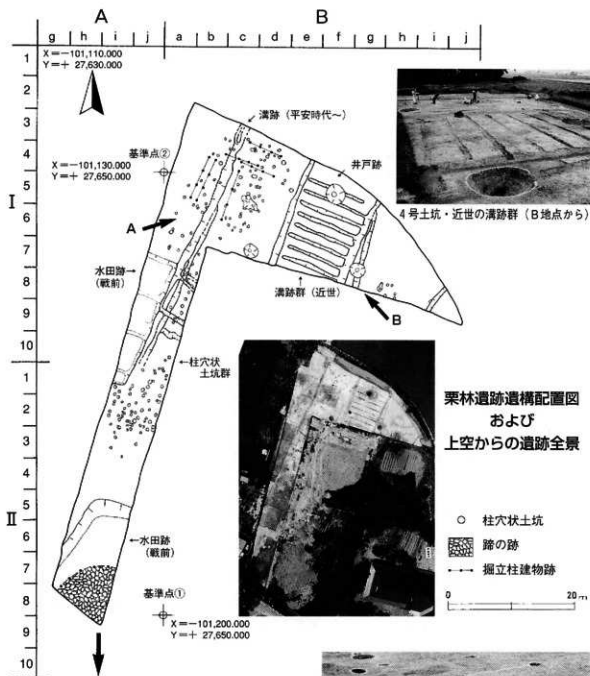 A
B
g h i j a b c d e f g h i j
X=-101,110.000
Y=+ 27,630.000
1
2
3
4
5
6
7
8
9
10
I
1
2
3
4
5
6
7
8
9
10
II
溝跡(平安時代~)
基準点②
X=-101,130.000
Y=+ 27,650.000
井戸跡
A
水田跡
(戦前)
溝跡群(近世)
B
柱穴状
土坑群
4号土坑・近世の溝跡群(B地点から)
栗林遺跡遺構配置図
および
上空からの遺跡全景
水田跡
(戦前)
基準点①
X=-101,200.000
Y=+ 27,650.000
柱穴状土坑
蹄の跡
掘立柱建物跡
0 20m